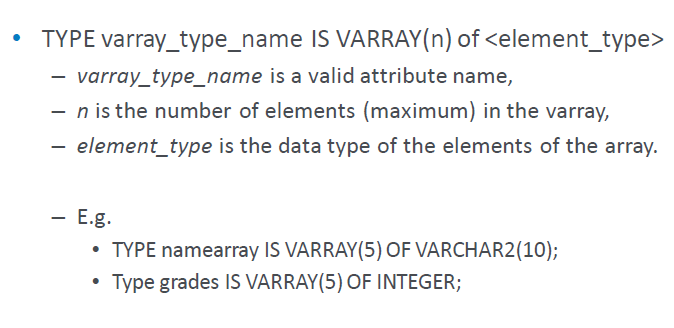 • TYPE varray_type_name IS VARRAY(n) of <element_type>
– varray_type_name is a valid attribute name,
– n is the number of elements (maximum) in the varray,
– element_type is the data type of the elements of the array.
– E.g.
• TYPE namearray IS VARRAY(5) OF VARCHAR2(10);
• Type grades IS VARRAY(5) OF INTEGER;